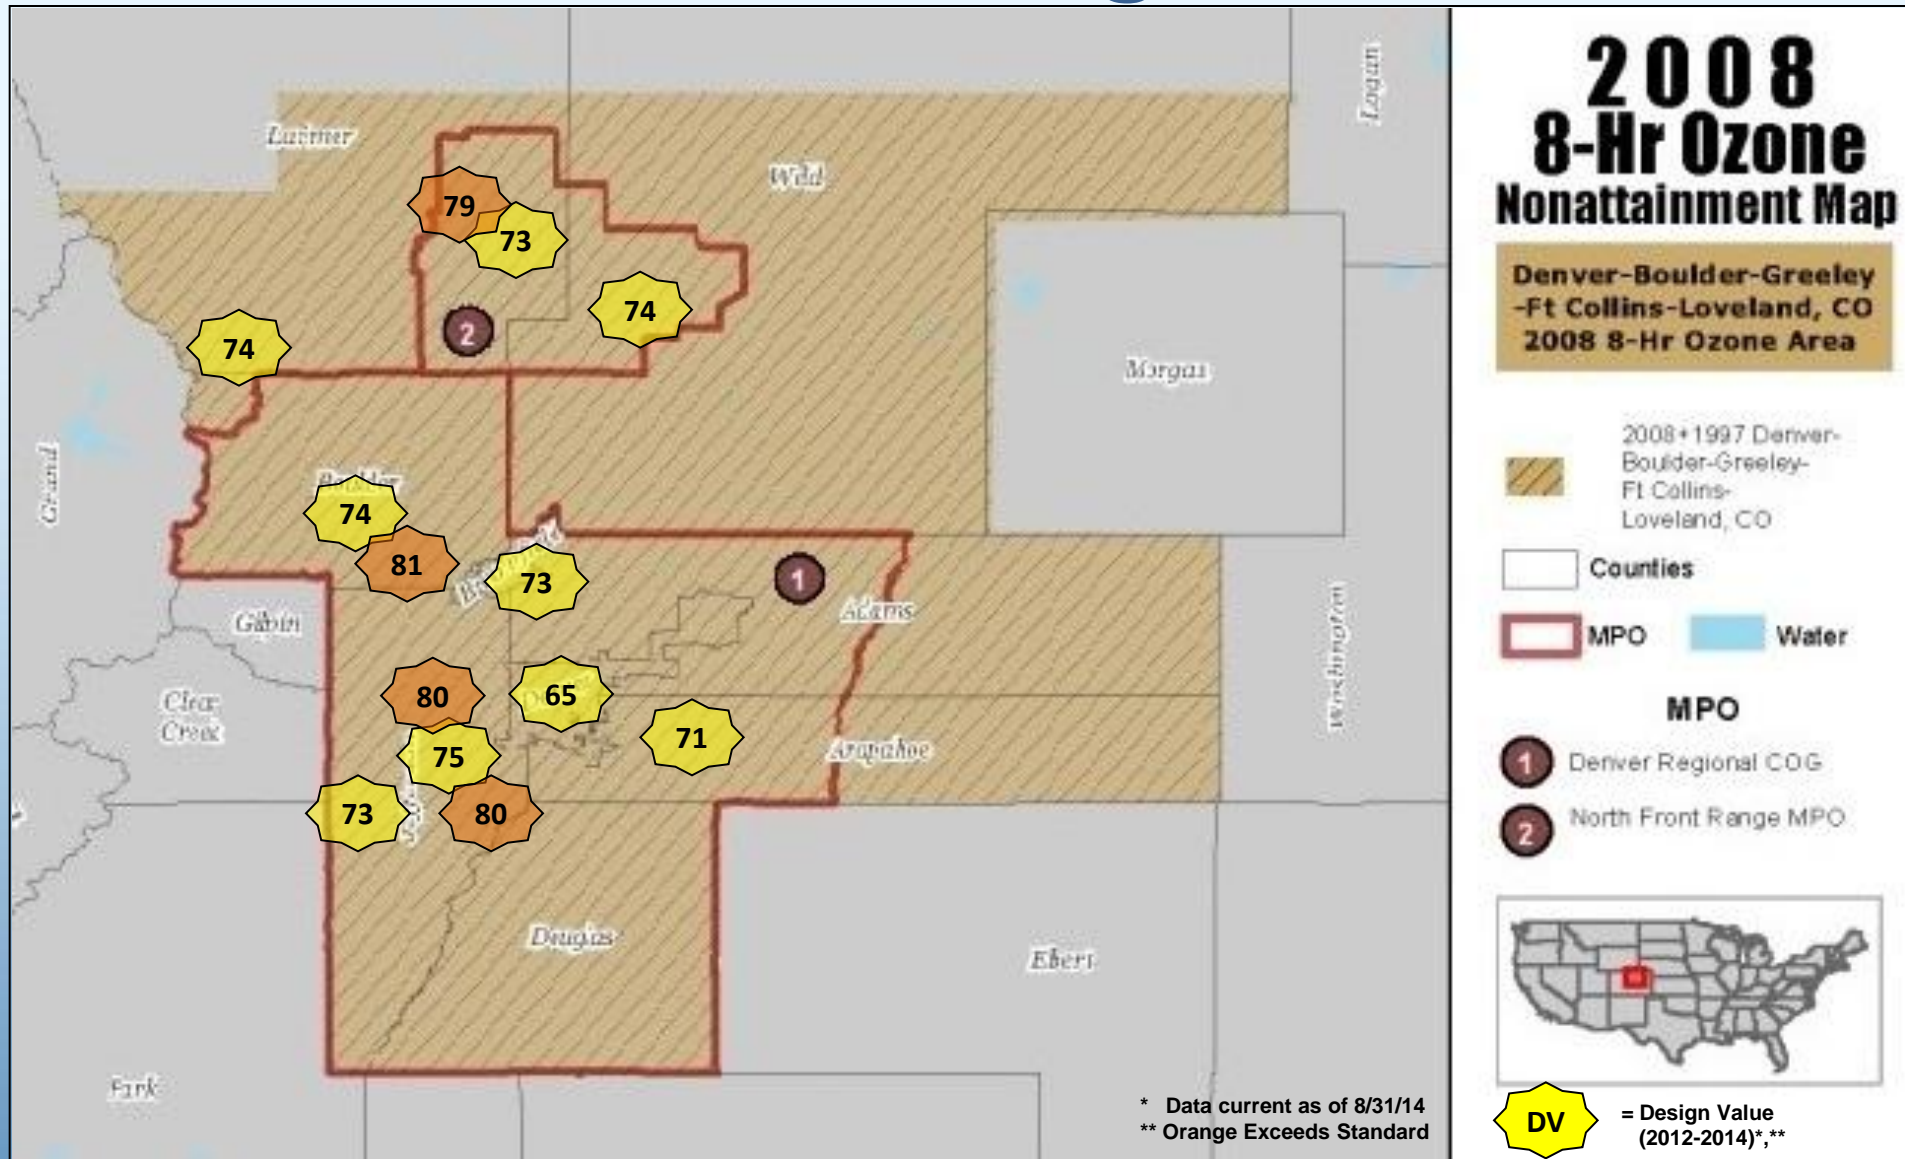 2008
8-Hr Ozone
Nonattainment Map
Denver-Boulder-Greeley
-Ft Collins-Loveland, CO
2008 8-Hr Ozone Area
2008+1997 Denver-
Boulder-Greeley-
Ft Collins-
Loveland, CO
Counties
MPO
Water
MPO
1
Denver Regional COG
2
North Front Range MPO
DV
= Design Value
(2012-2014)*,**
Logan
Larimer
Weld
79
73
74
2
74
Morgan
Grand
Boulder
74
81
73
1
Adams
Gilpin
Washington
80
65
Clear
Creek
71
75
Arapahoe
73
80
Douglas
Elbert
Park
* Data current as of 8/31/14
** Orange Exceeds Standard